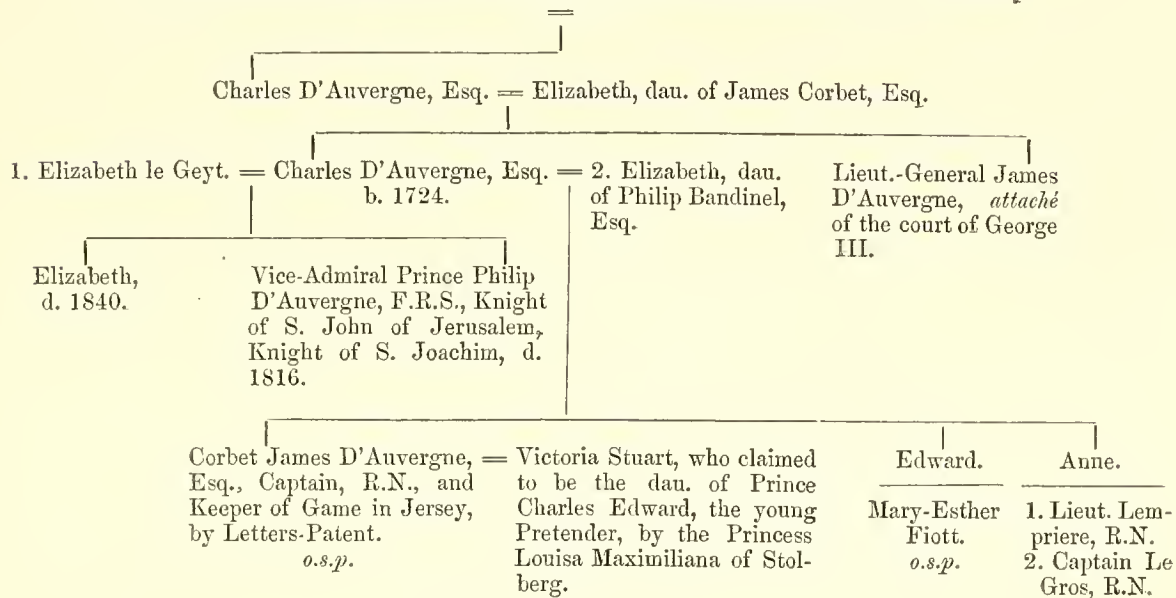 =
Charles D'Auvergne, Esq. = Elizabeth, dau. of James Corbet, Esq.
1. Elizabeth le Geyt. = Charles D'Auvergne, Esq. = 2. Elizabeth, dau.
b. 1724.
of Philip Bandinel,
Esq.
Lieut.-General James
D'Auvergne, attaché
of the court of George
III.
Elizabeth,
d. 1840.
Vice-Admiral Prince Philip
D'Auvergne, F.R.S., Knight
of S. John of Jerusalem,
Knight of S. Joachim, d.
1816.
Corbet James D'Auvergne, =
Esq., Captain, R.N., and
Keeper of Game in Jersey,
by Letters-Patent.
o.s.p.
Victoria Stuart, who claimed
to be the dau. of Prince
Charles Edward, the young
Pretender, by the Princess
Louisa Maximiliana of Stol-
berg.
Edward.
Mary-Esther
Fiott.
o.s.p.
Anne.
1. Lieut. Lem-
priere, R.N.
2. Captain Le
Gros, R.N.